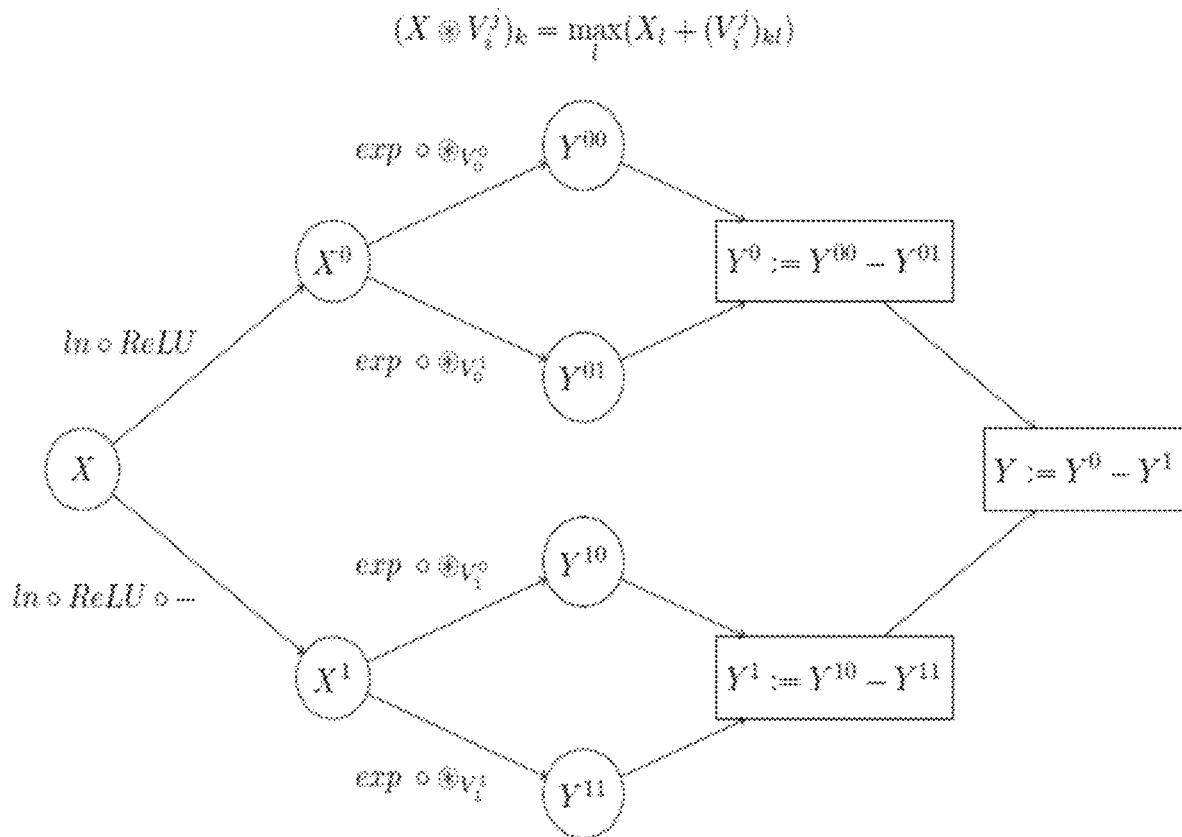 (X ⊛ V_i^j)_k = max_l(X_l + (V_i^j)_{kl})
exp ∘ ⊛_{V_0^0}
Y^{00}
X^0
Y^0 := Y^{00} − Y^{01}
ln ∘ ReLU
exp ∘ ⊛_{V_0^1}
Y^{01}
X
Y := Y^0 − Y^1
ln ∘ ReLU ∘ −
exp ∘ ⊛_{V_1^0}
Y^{10}
X^1
Y^1 := Y^{10} − Y^{11}
exp ∘ ⊛_{V_1^1}
Y^{11}